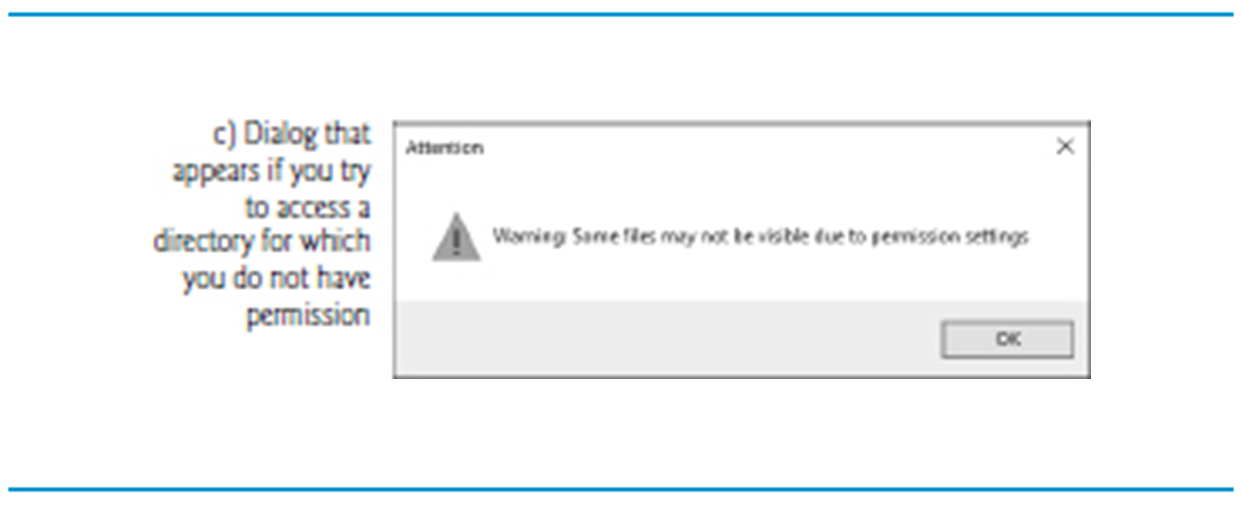 c) Dialog that
appears if you try
to access a
directory for which
you do not have
permission
Attention
Warning: Some files may not be visible due to permission settings
OK